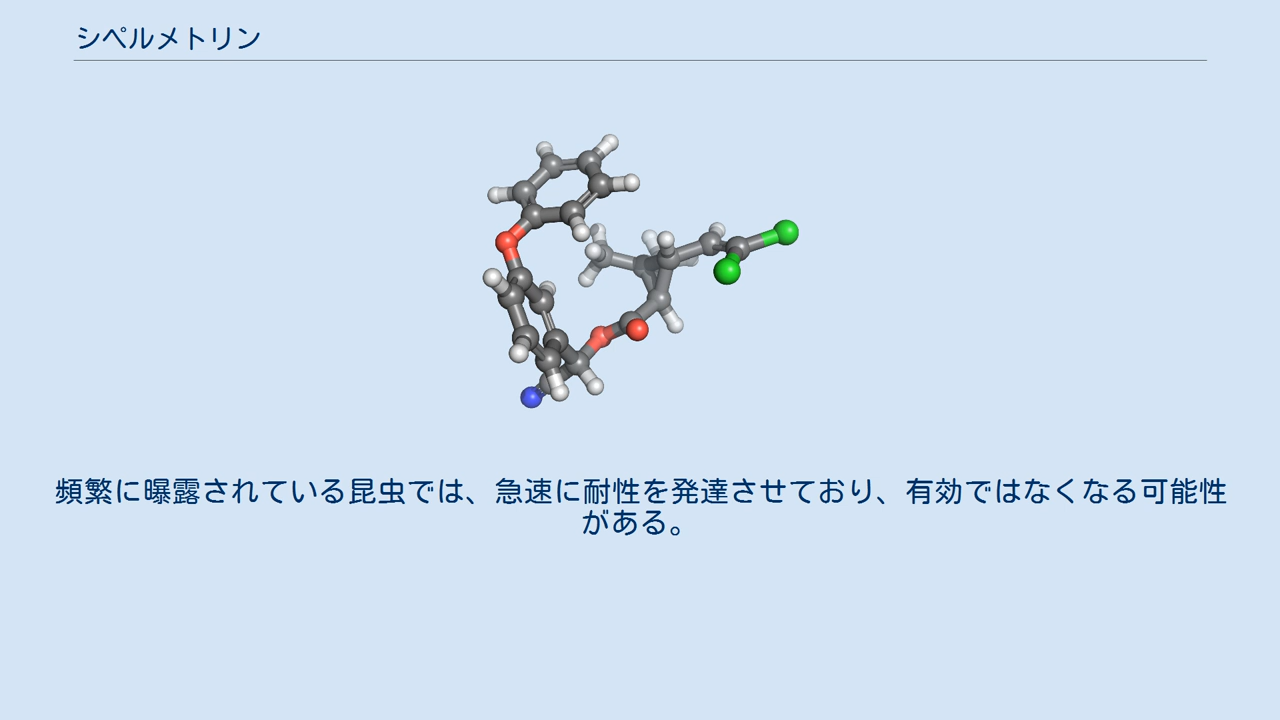 シペルメトリン
頻繁に曝露されている昆虫では、急速に耐性を発達させており、有効ではなくなる可能性
がある。